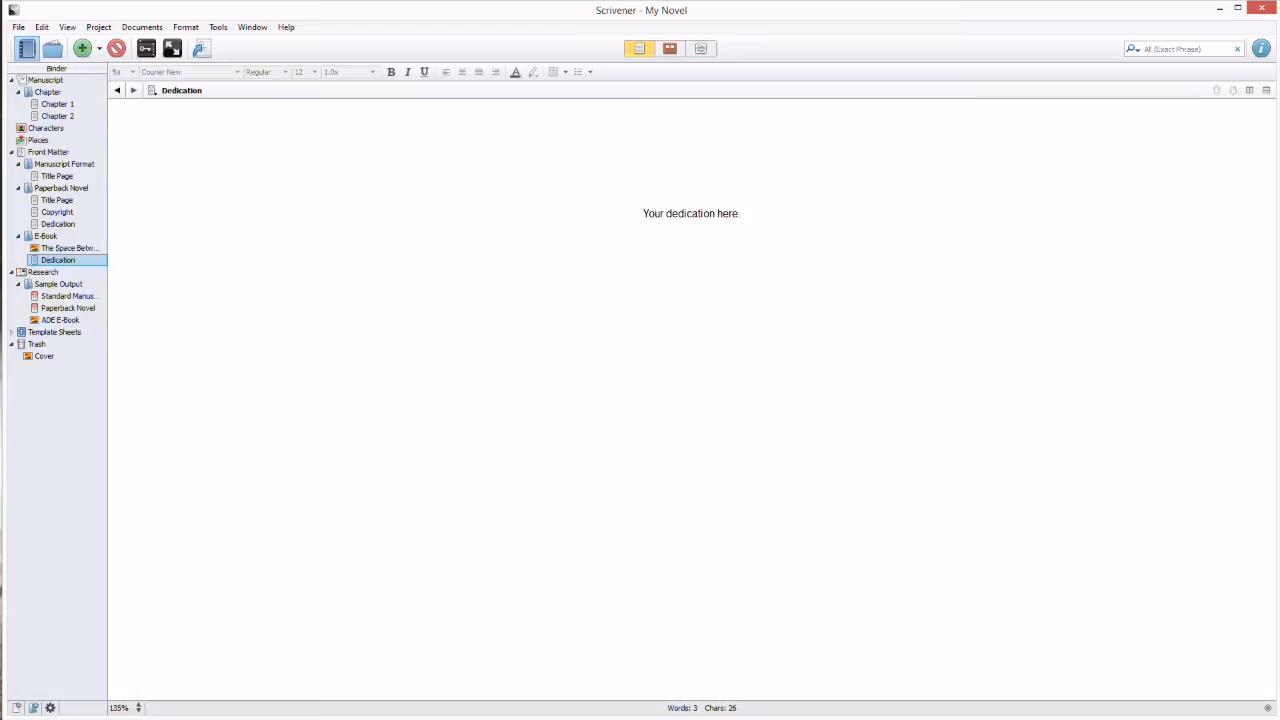 Scrivener - My Novel
File Edit View Project Documents Format Tools Window Help
All (Exact Phrase)
Binder
Courier New Regular 12 1.0x B I U A
Dedication
Manuscript
Chapter
Chapter 1
Chapter 2
Characters
Places
Front Matter
Manuscript Format
Title Page
Paperback Novel
Title Page
Copyright
Dedication
E-Book
The Space Betw...
Dedication
Research
Sample Output
Standard Manus...
Paperback Novel
ADE E-Book
Template Sheets
Trash
Cover
Your dedication here.
135%
Words: 3 Chars: 26